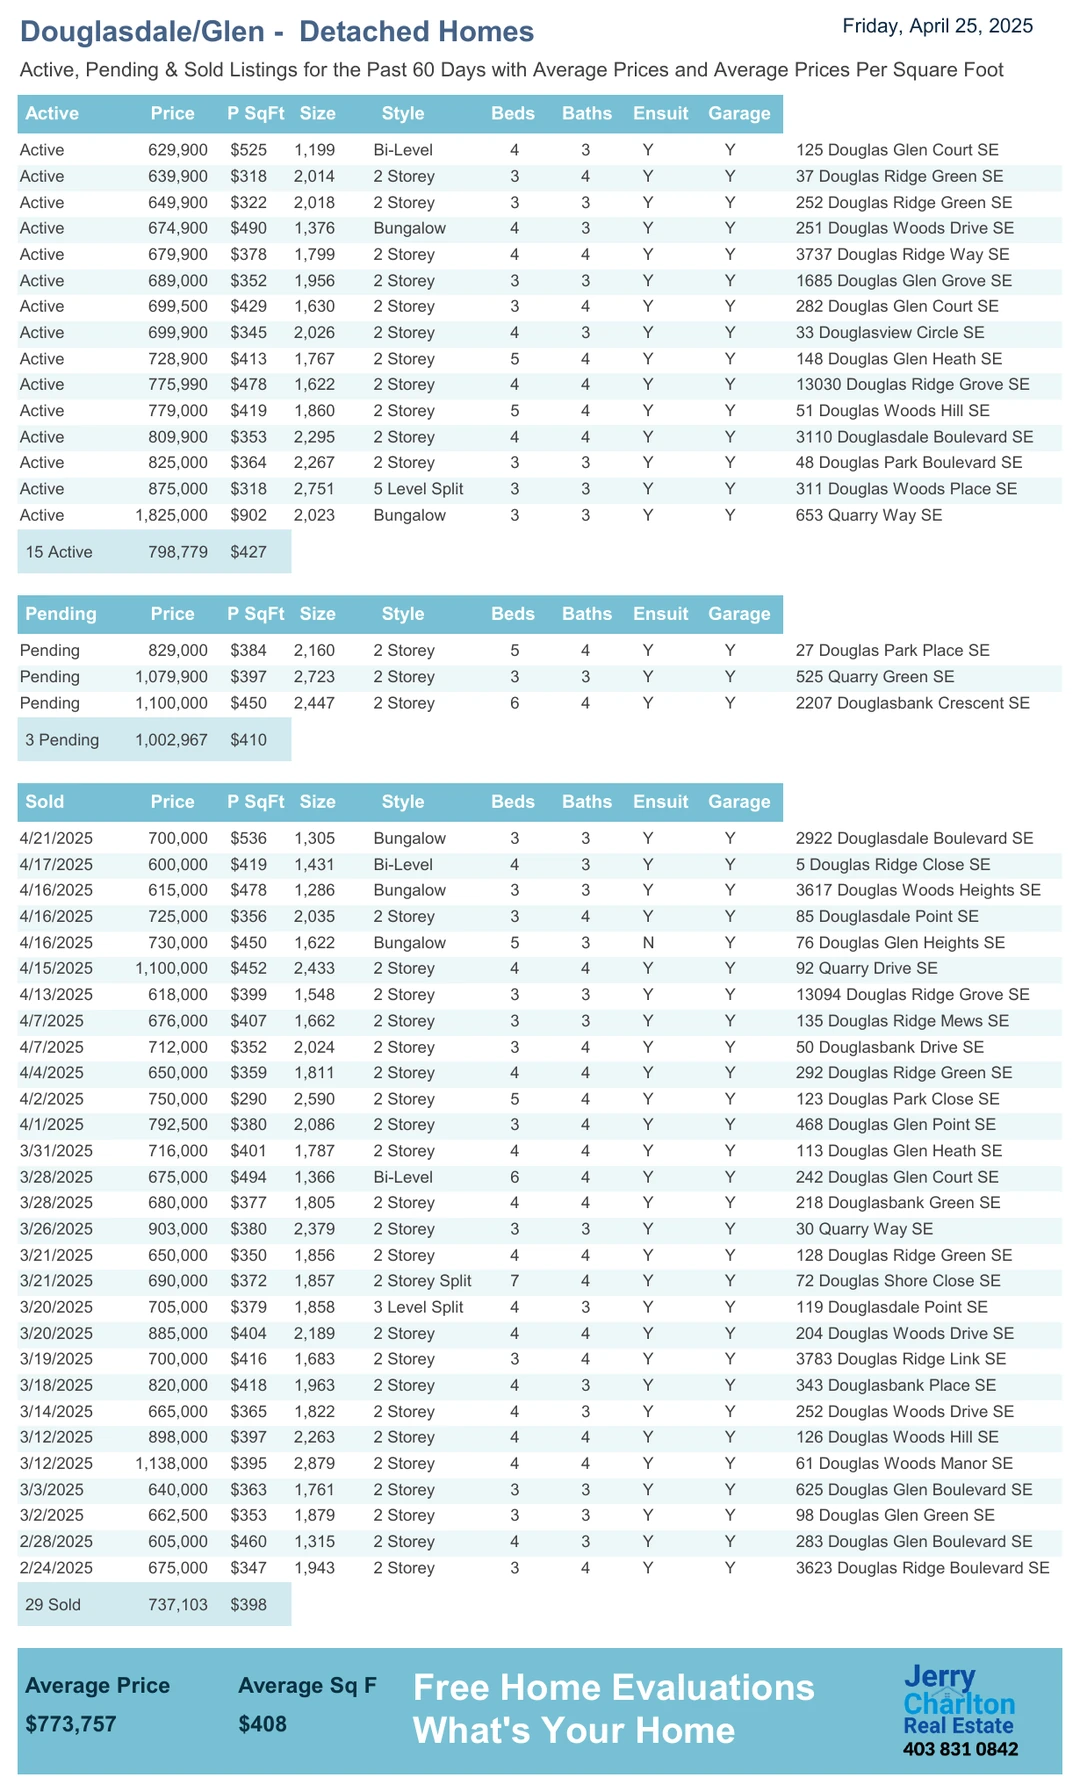 Douglasdale/Glen - Detached Homes
Friday, April 25, 2025
Active, Pending & Sold Listings for the Past 60 Days with Average Prices and Average Prices Per Square Foot
Active Price P SqFt Size Style Beds Baths Ensuit Garage
Active 629,900 $525 1,199 Bi-Level 4 3 Y Y 125 Douglas Glen Court SE
Active 639,900 $318 2,014 2 Storey 3 4 Y Y 37 Douglas Ridge Green SE
Active 649,900 $322 2,018 2 Storey 3 3 Y Y 252 Douglas Ridge Green SE
Active 674,900 $490 1,376 Bungalow 4 3 Y Y 251 Douglas Woods Drive SE
Active 679,900 $378 1,799 2 Storey 4 4 Y Y 3737 Douglas Ridge Way SE
Active 689,000 $352 1,956 2 Storey 3 3 Y Y 1685 Douglas Glen Grove SE
Active 699,500 $429 1,630 2 Storey 3 4 Y Y 282 Douglas Glen Court SE
Active 699,900 $345 2,026 2 Storey 4 3 Y Y 33 Douglasview Circle SE
Active 728,900 $413 1,767 2 Storey 5 4 Y Y 148 Douglas Glen Heath SE
Active 775,990 $478 1,622 2 Storey 4 4 Y Y 13030 Douglas Ridge Grove SE
Active 779,000 $419 1,860 2 Storey 5 4 Y Y 51 Douglas Woods Hill SE
Active 809,900 $353 2,295 2 Storey 4 4 Y Y 3110 Douglasdale Boulevard SE
Active 825,000 $364 2,267 2 Storey 3 3 Y Y 48 Douglas Park Boulevard SE
Active 875,000 $318 2,751 5 Level Split 3 3 Y Y 311 Douglas Woods Place SE
Active 1,825,000 $902 2,023 Bungalow 3 3 Y Y 653 Quarry Way SE
15 Active 798,779 $427
Pending Price P SqFt Size Style Beds Baths Ensuit Garage
Pending 829,000 $384 2,160 2 Storey 5 4 Y Y 27 Douglas Park Place SE
Pending 1,079,900 $397 2,723 2 Storey 3 3 Y Y 525 Quarry Green SE
Pending 1,100,000 $450 2,447 2 Storey 6 4 Y Y 2207 Douglasbank Crescent SE
3 Pending 1,002,967 $410
Sold Price P SqFt Size Style Beds Baths Ensuit Garage
4/21/2025 700,000 $536 1,305 Bungalow 3 3 Y Y 2922 Douglasdale Boulevard SE
4/17/2025 600,000 $419 1,431 Bi-Level 4 3 Y Y 5 Douglas Ridge Close SE
4/16/2025 615,000 $478 1,286 Bungalow 3 3 Y Y 3617 Douglas Woods Heights SE
4/16/2025 725,000 $356 2,035 2 Storey 3 4 Y Y 85 Douglasdale Point SE
4/16/2025 730,000 $450 1,622 Bungalow 5 3 N Y 76 Douglas Glen Heights SE
4/15/2025 1,100,000 $452 2,433 2 Storey 4 4 Y Y 92 Quarry Drive SE
4/13/2025 618,000 $399 1,548 2 Storey 3 3 Y Y 13094 Douglas Ridge Grove SE
4/7/2025 676,000 $407 1,662 2 Storey 3 3 Y Y 135 Douglas Ridge Mews SE
4/7/2025 712,000 $352 2,024 2 Storey 3 4 Y Y 50 Douglasbank Drive SE
4/4/2025 650,000 $359 1,811 2 Storey 4 4 Y Y 292 Douglas Ridge Green SE
4/2/2025 750,000 $290 2,590 2 Storey 5 4 Y Y 123 Douglas Park Close SE
4/1/2025 792,500 $380 2,086 2 Storey 3 4 Y Y 468 Douglas Glen Point SE
3/31/2025 716,000 $401 1,787 2 Storey 4 4 Y Y 113 Douglas Glen Heath SE
3/28/2025 675,000 $494 1,366 Bi-Level 6 4 Y Y 242 Douglas Glen Court SE
3/28/2025 680,000 $377 1,805 2 Storey 4 4 Y Y 218 Douglasbank Green SE
3/26/2025 903,000 $380 2,379 2 Storey 3 3 Y Y 30 Quarry Way SE
3/21/2025 650,000 $350 1,856 2 Storey 4 4 Y Y 128 Douglas Ridge Green SE
3/21/2025 690,000 $372 1,857 2 Storey Split 7 4 Y Y 72 Douglas Shore Close SE
3/20/2025 705,000 $379 1,858 3 Level Split 4 3 Y Y 119 Douglasdale Point SE
3/20/2025 885,000 $404 2,189 2 Storey 4 4 Y Y 204 Douglas Woods Drive SE
3/19/2025 700,000 $416 1,683 2 Storey 3 4 Y Y 3783 Douglas Ridge Link SE
3/18/2025 820,000 $418 1,963 2 Storey 4 3 Y Y 343 Douglasbank Place SE
3/14/2025 665,000 $365 1,822 2 Storey 4 3 Y Y 252 Douglas Woods Drive SE
3/12/2025 898,000 $397 2,263 2 Storey 4 4 Y Y 126 Douglas Woods Hill SE
3/12/2025 1,138,000 $395 2,879 2 Storey 4 4 Y Y 61 Douglas Woods Manor SE
3/3/2025 640,000 $363 1,761 2 Storey 3 3 Y Y 625 Douglas Glen Boulevard SE
3/2/2025 662,500 $353 1,879 2 Storey 3 3 Y Y 98 Douglas Glen Green SE
2/28/2025 605,000 $460 1,315 2 Storey 4 3 Y Y 283 Douglas Glen Boulevard SE
2/24/2025 675,000 $347 1,943 2 Storey 3 4 Y Y 3623 Douglas Ridge Boulevard SE
29 Sold 737,103 $398
Average Price Average Sq F
$773,757 $408
Free Home Evaluations
What's Your Home
Jerry
Charlton
Real Estate
403 831 0842